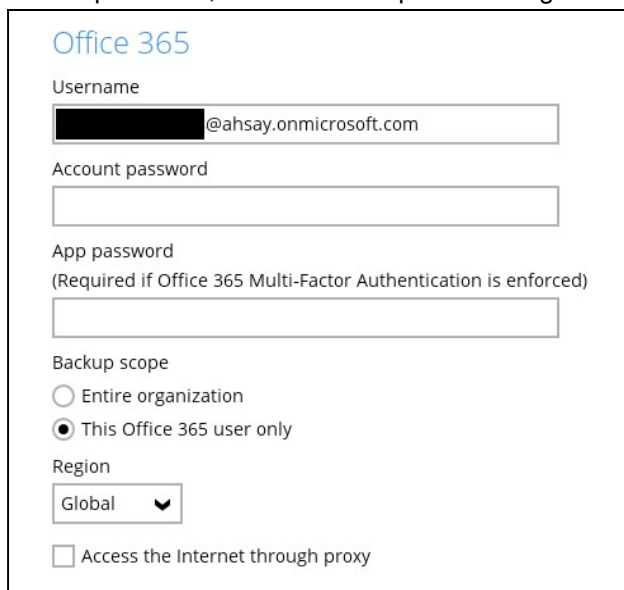 Office 365
Username
@ahsay.onmicrosoft.com
Account password
App password
(Required if Office 365 Multi-Factor Authentication is enforced)
Backup scope
Entire organization
This Office 365 user only
Region
Global
Access the Internet through proxy